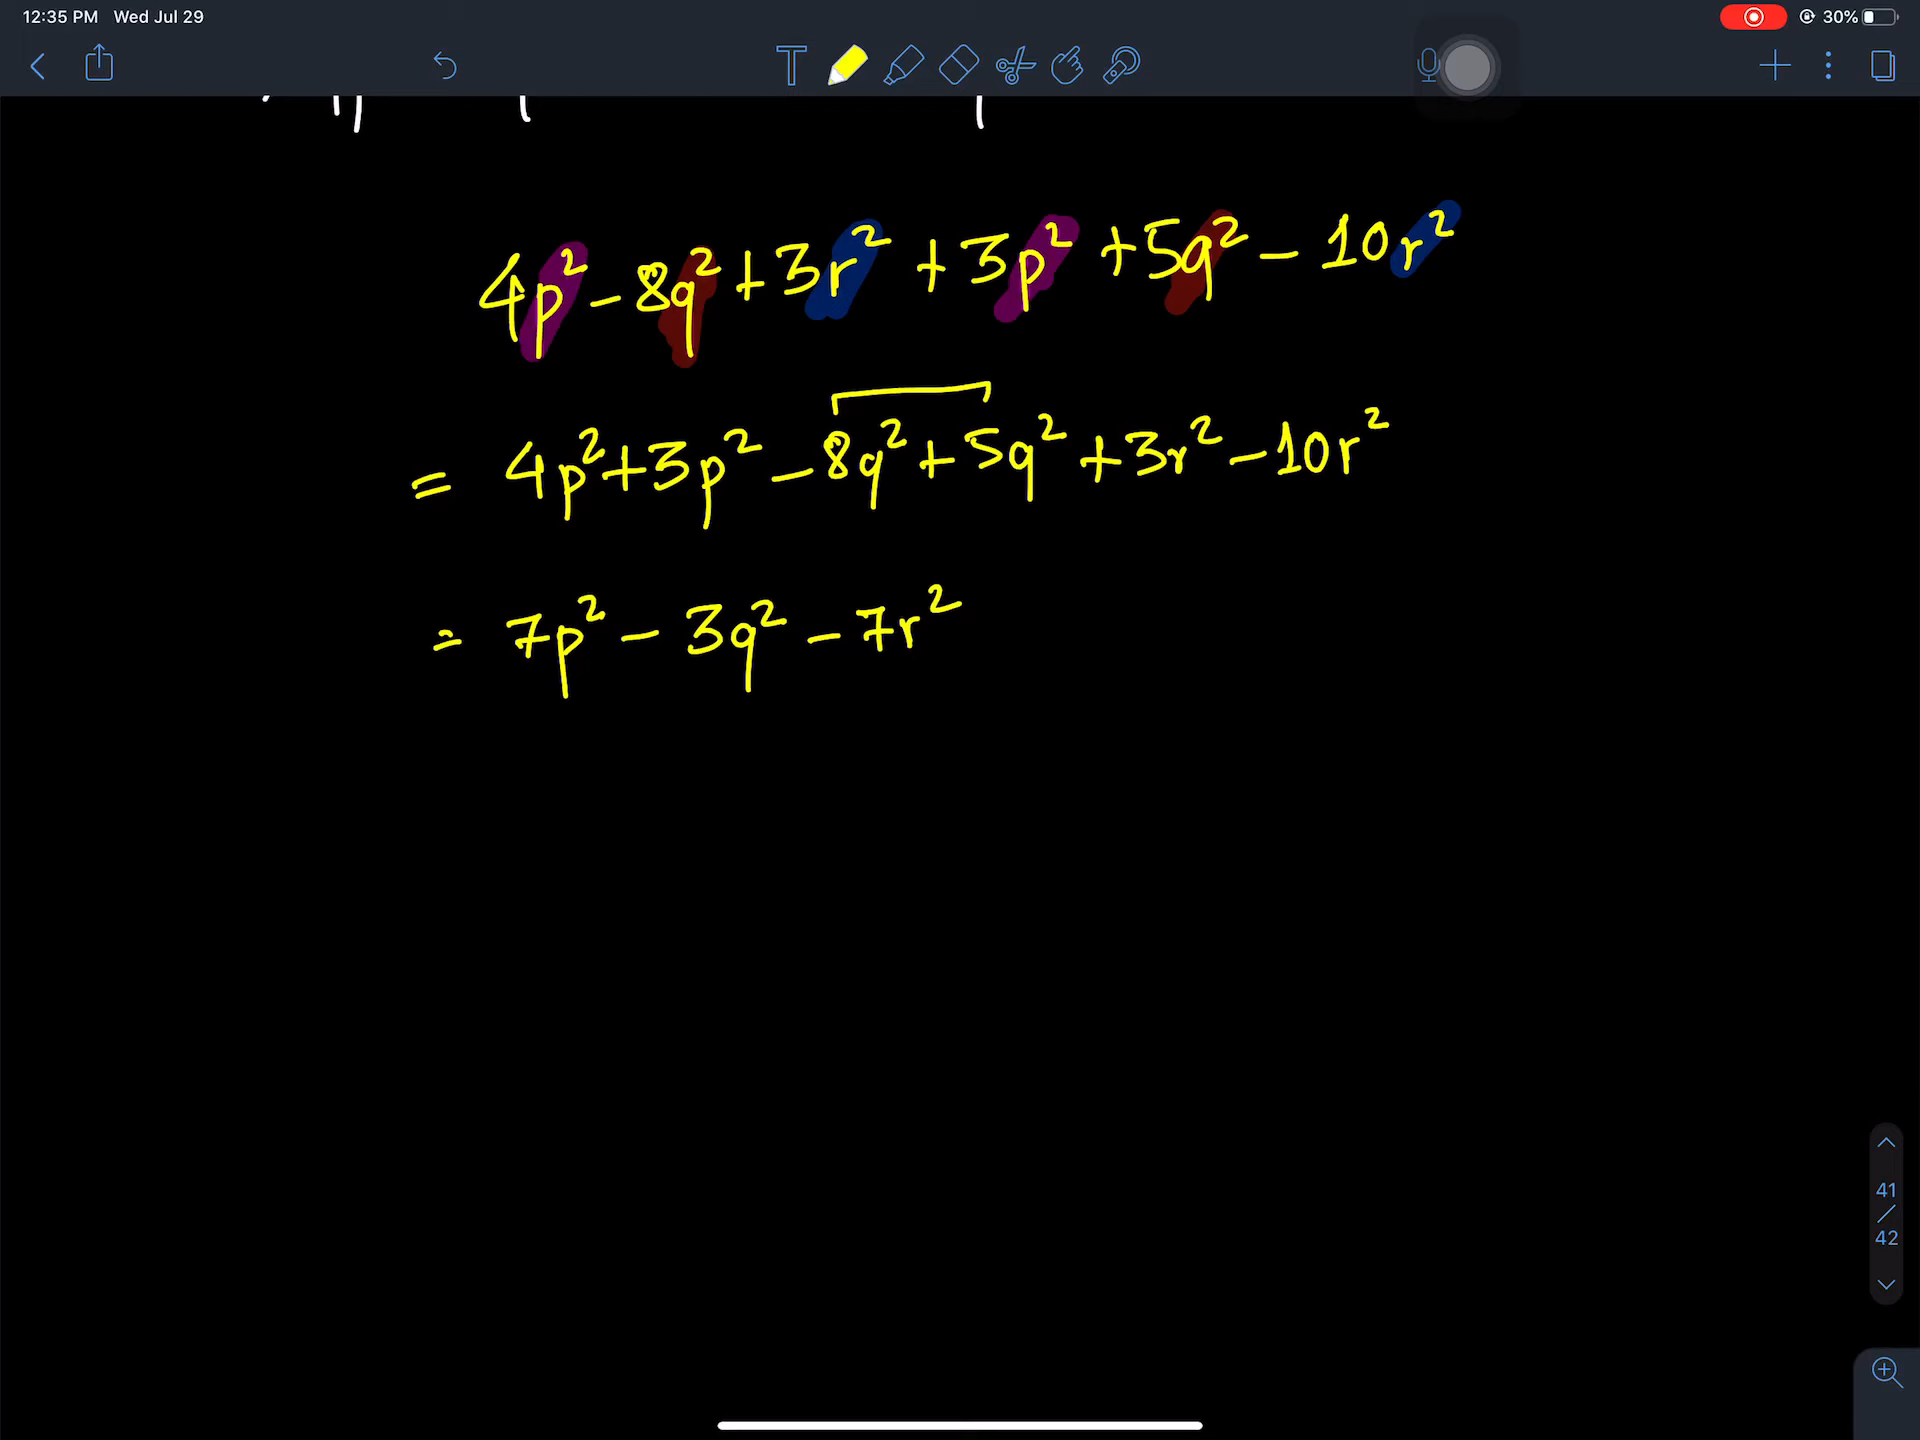 12:35 PM Wed Jul 29 30%
4p² - 8q² + 3r² + 3p² + 5q² - 10r²
= 4p² + 3p² - 8q² + 5q² + 3r² - 10r²
= 7p² - 3q² - 7r²
41
/
42